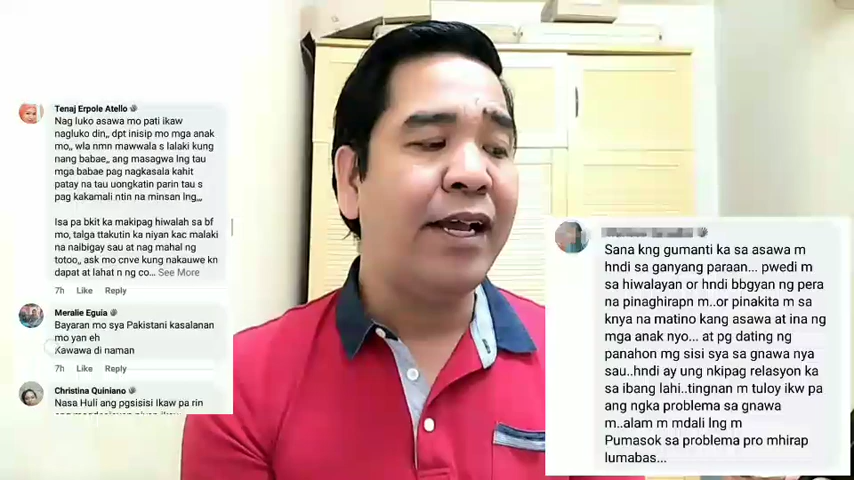 Tenaj Erpole Atello
Nag luko asawa mo pati ikaw
nagluko din,, dpt inisip mo mga anak
mo,, wla nmn mawwala s lalaki kung
nang babae,, ang masagwa lng tau
mga babae pag nagkasala kahit
patay na tau uongkatin parin tau s
pag kakamali ntin na minsan lng,,,
Isa pa bkit ka makipag hiwalah sa bf
mo, talga ttakutin ka niyan kac malaki
na naibigay sau at nag mahal ng
totoo,, ask mo cnve kung nakauwe kn
dapat at lahat n ng co... See More
7h Like Reply
Meralie Eguia
Bayaran mo sya Pakistani kasalanan
mo yan eh
Kawawa di naman
7h Like Reply
Christina Quiniano
Nasa Huli ang pgsisisi Ikaw pa rin
Sana kng gumanti ka sa asawa m
hndi sa ganyang paraan... pwedi m
sa hiwalayan or hndi bbgyan ng pera
na pinaghirapn m..or pinakita m sa
knya na matino kang asawa at ina ng
mga anak nyo... at pg dating ng
panahon mg sisi sya sa gnawa nya
sau..hndi ay ung nkipag relasyon ka
sa ibang lahi..tingnan m tuloy ikw pa
ang ngka problema sa gnawa
m..alam m mdali lng m
Pumasok sa problema pro mhirap
lumabas...